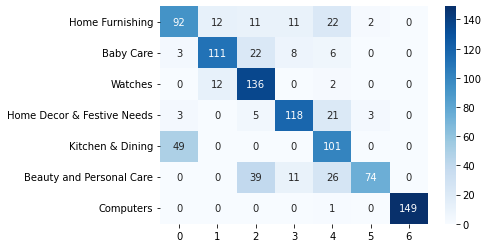 Home Furnishing 92 12 11 11 22 2 0
Baby Care 3 111 22 8 6 0 0
Watches 0 12 136 0 2 0 0
Home Decor & Festive Needs 3 0 5 118 21 3 0
Kitchen & Dining 49 0 0 0 101 0 0
Beauty and Personal Care 0 0 39 11 26 74 0
Computers 0 0 0 0 1 0 149
0 1 2 3 4 5 6
140
120
100
80
60
40
20
0